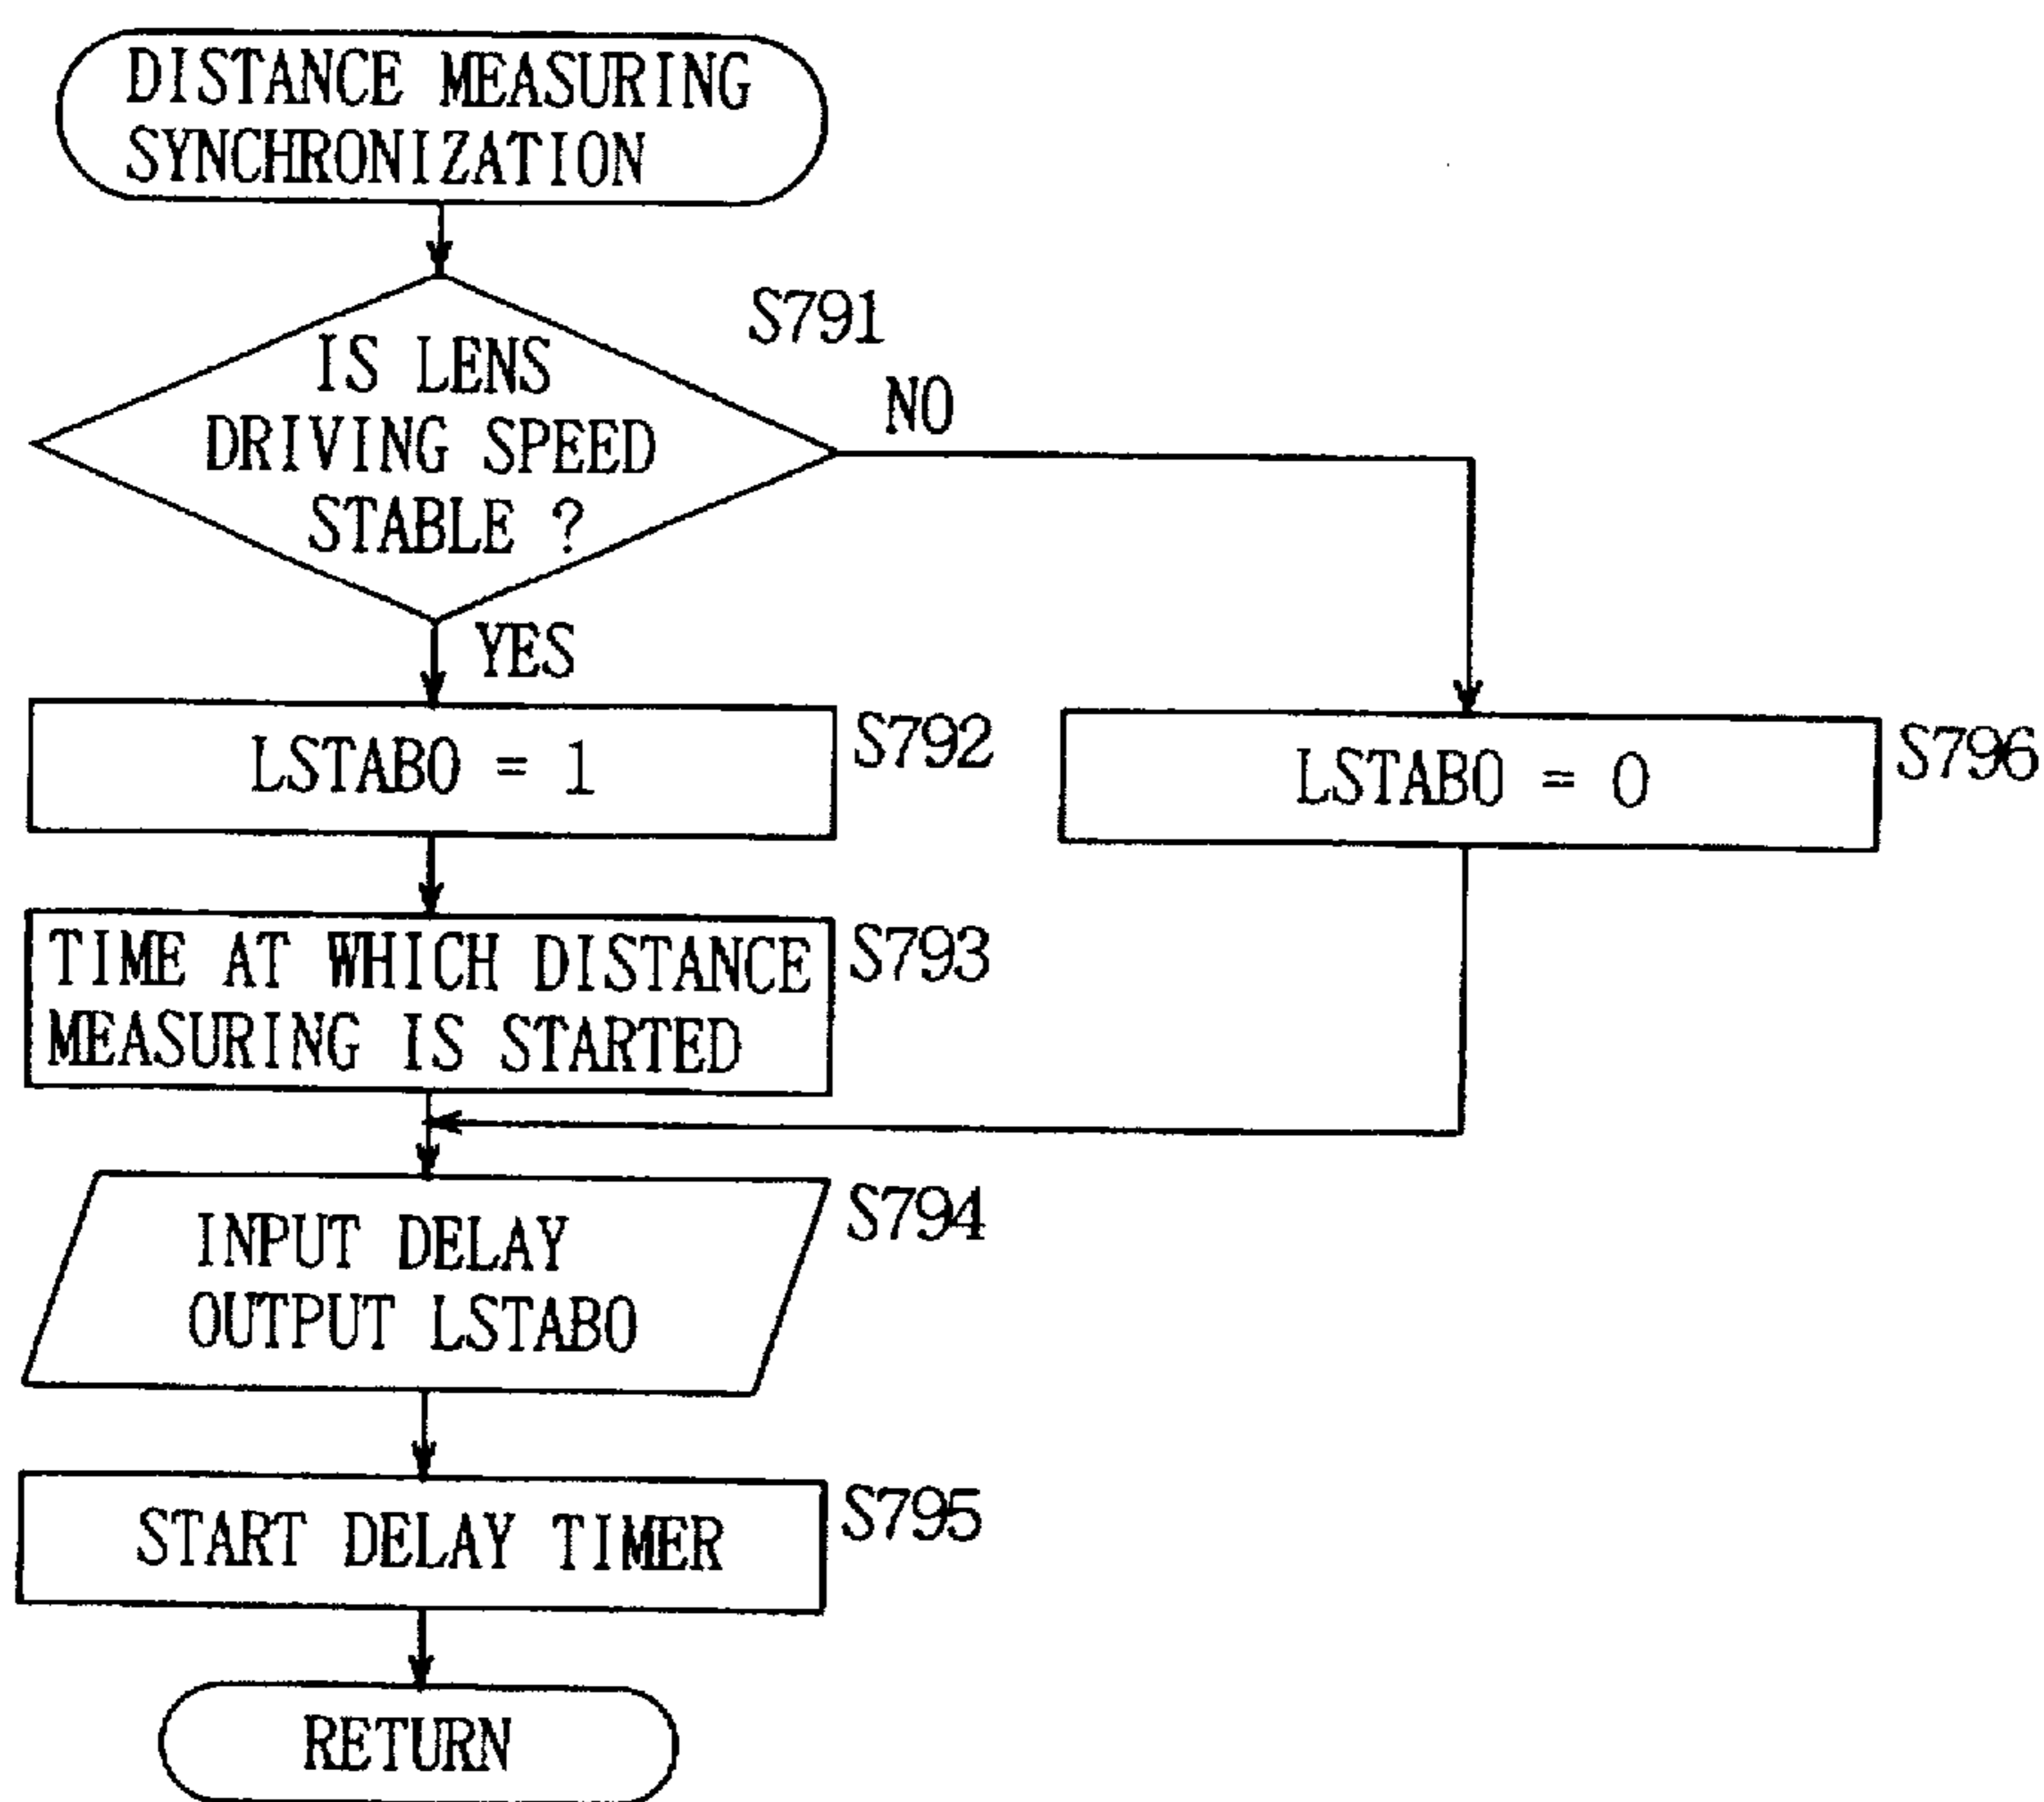 DISTANCE MEASURING
SYNCHRONIZATION
S791
IS LENS
DRIVING SPEED
STABLE ?
NO
YES
LSTABO = 1
S792
LSTABO = 0
S796
TIME AT WHICH DISTANCE
MEASURING IS STARTED
S793
INPUT DELAY
OUTPUT LSTABO
S794
START DELAY TIMER
S795
RETURN